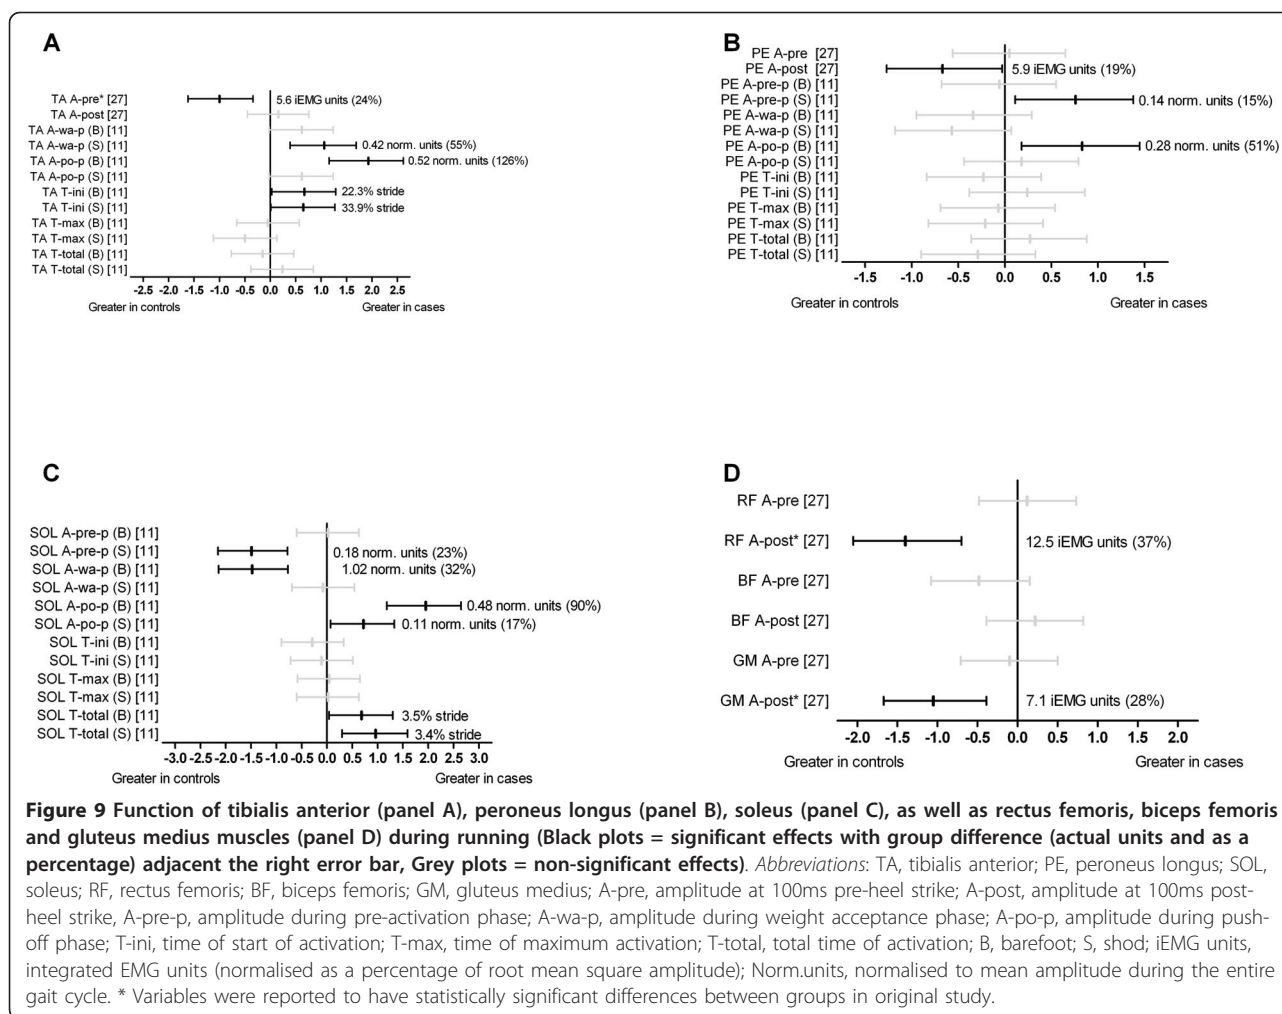 A
TA A-pre* [27] 5.6 iEMG units (24%)
TA A-post [27]
TA A-wa-p (B) [11]
TA A-wa-p (S) [11] 0.42 norm. units (55%)
TA A-po-p (B) [11] 0.52 norm. units (126%)
TA A-po-p (S) [11]
TA T-ini (B) [11] 22.3% stride
TA T-ini (S) [11] 33.9% stride
TA T-max (B) [11]
TA T-max (S) [11]
TA T-total (B) [11]
TA T-total (S) [11]
-2.5 -2.0 -1.5 -1.0 -0.5 0.0 0.5 1.0 1.5 2.0 2.5
Greater in controls Greater in cases
B
PE A-pre [27]
PE A-post [27] 5.9 iEMG units (19%)
PE A-pre-p (B) [11]
PE A-pre-p (S) [11] 0.14 norm. units (15%)
PE A-wa-p (B) [11]
PE A-wa-p (S) [11]
PE A-po-p (B) [11] 0.28 norm. units (51%)
PE A-po-p (S) [11]
PE T-ini (B) [11]
PE T-ini (S) [11]
PE T-max (B) [11]
PE T-max (S) [11]
PE T-total (B) [11]
PE T-total (S) [11]
-1.5 -1.0 -0.5 0.0 0.5 1.0 1.5
Greater in controls Greater in cases
C
SOL A-pre-p (B) [11]
SOL A-pre-p (S) [11] 0.18 norm. units (23%)
SOL A-wa-p (B) [11] 1.02 norm. units (32%)
SOL A-wa-p (S) [11]
SOL A-po-p (B) [11] 0.48 norm. units (90%)
SOL A-po-p (S) [11] 0.11 norm. units (17%)
SOL T-ini (B) [11]
SOL T-ini (S) [11]
SOL T-max (B) [11]
SOL T-max (S) [11]
SOL T-total (B) [11] 3.5% stride
SOL T-total (S) [11] 3.4% stride
-3.0 -2.5 -2.0 -1.5 -1.0 -0.5 0.0 0.5 1.0 1.5 2.0 2.5 3.0
Greater in controls Greater in cases
D
RF A-pre [27]
RF A-post* [27] 12.5 iEMG units (37%)
BF A-pre [27]
BF A-post [27]
GM A-pre [27]
GM A-post* [27] 7.1 iEMG units (28%)
-2.0 -1.5 -1.0 -0.5 0.0 0.5 1.0 1.5 2.0
Greater in controls Greater in cases
Figure 9 Function of tibialis anterior (panel A), peroneus longus (panel B), soleus (panel C), as well as rectus femoris, biceps femoris
and gluteus medius muscles (panel D) during running (Black plots = significant effects with group difference (actual units and as a
percentage) adjacent the right error bar, Grey plots = non-significant effects). Abbreviations: TA, tibialis anterior; PE, peroneus longus; SOL,
soleus; RF, rectus femoris; BF, biceps femoris; GM, gluteus medius; A-pre, amplitude at 100ms pre-heel strike; A-post, amplitude at 100ms post-
heel strike, A-pre-p, amplitude during pre-activation phase; A-wa-p, amplitude during weight acceptance phase; A-po-p, amplitude during push-
off phase; T-ini, time of start of activation; T-max, time of maximum activation; T-total, total time of activation; B, barefoot; S, shod; iEMG units,
integrated EMG units (normalised as a percentage of root mean square amplitude); Norm.units, normalised to mean amplitude during the entire
gait cycle. * Variables were reported to have statistically significant differences between groups in original study.